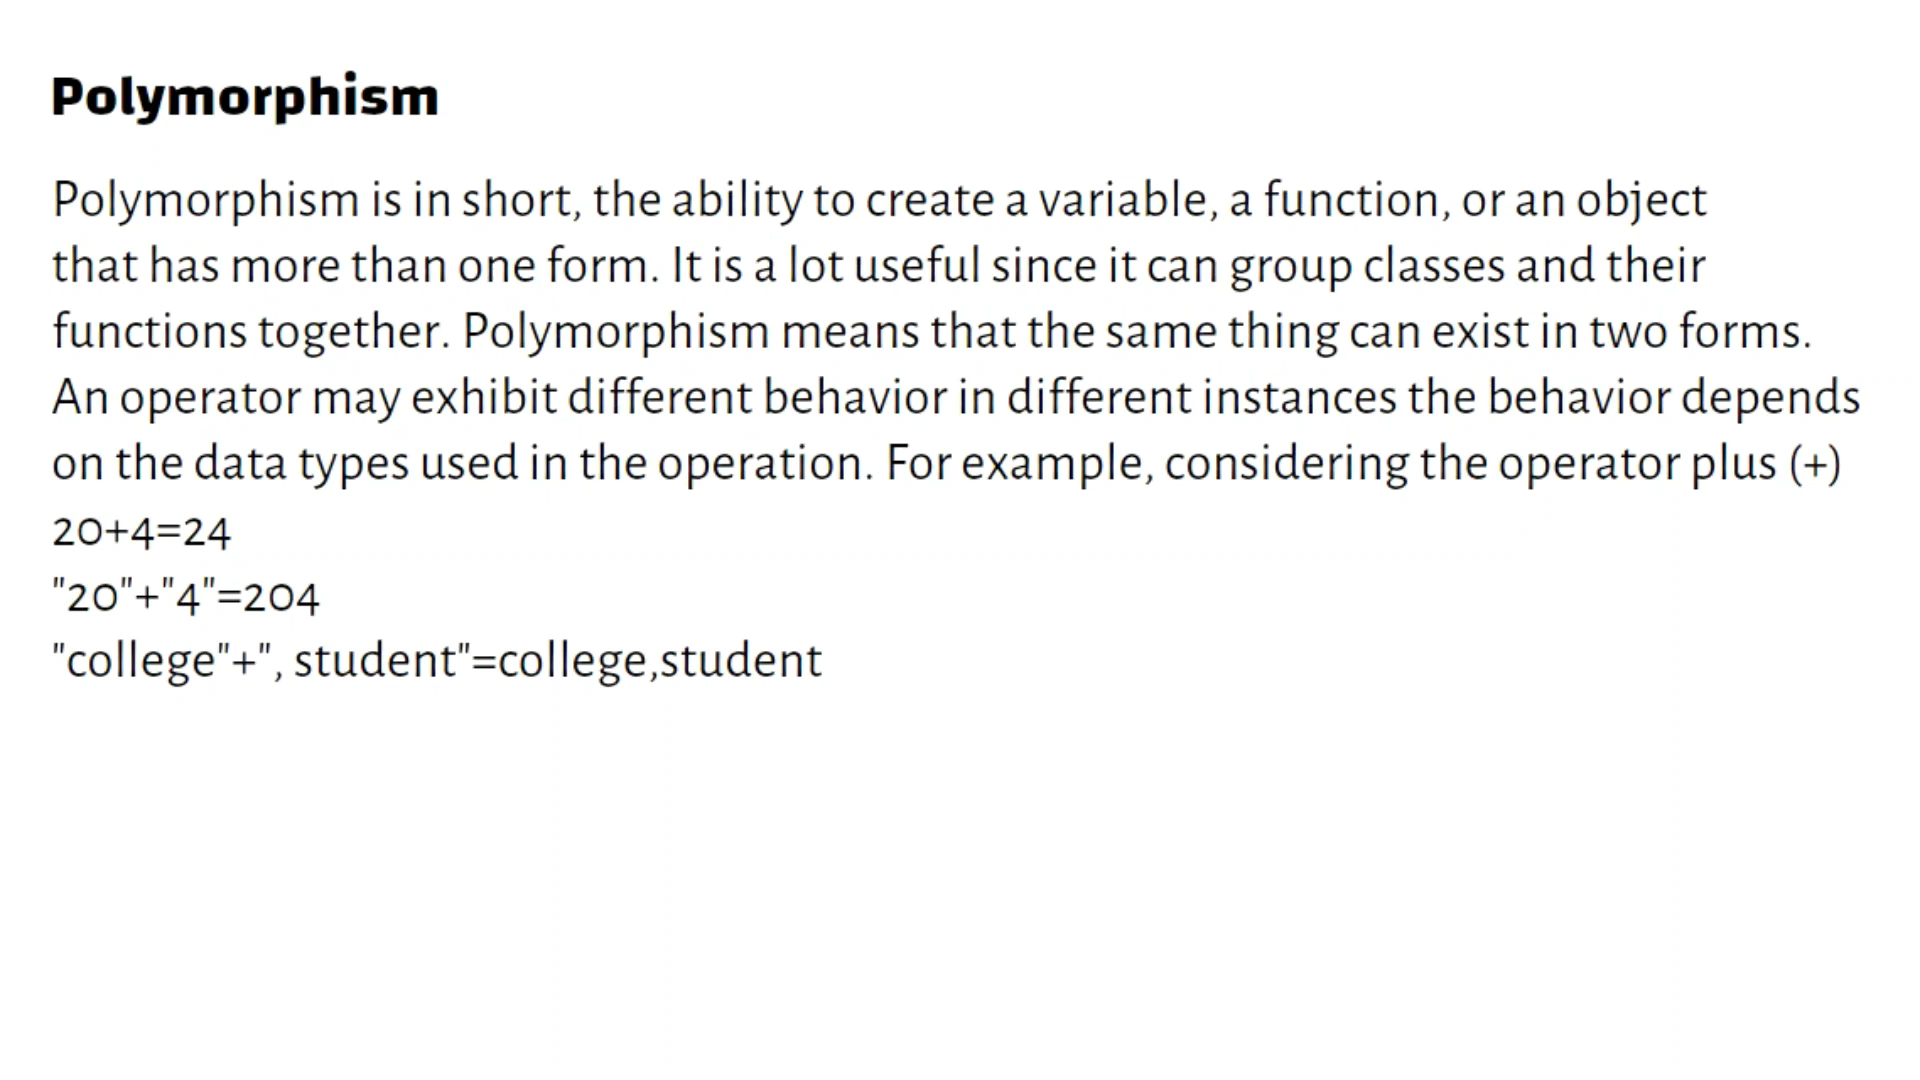 Polymorphism
Polymorphism is in short, the ability to create a variable, a function, or an object
that has more than one form. It is a lot useful since it can group classes and their
functions together. Polymorphism means that the same thing can exist in two forms.
An operator may exhibit different behavior in different instances the behavior depends
on the data types used in the operation. For example, considering the operator plus (+)
20+4=24
"20"+"4"=204
"college"+", student"=college,student